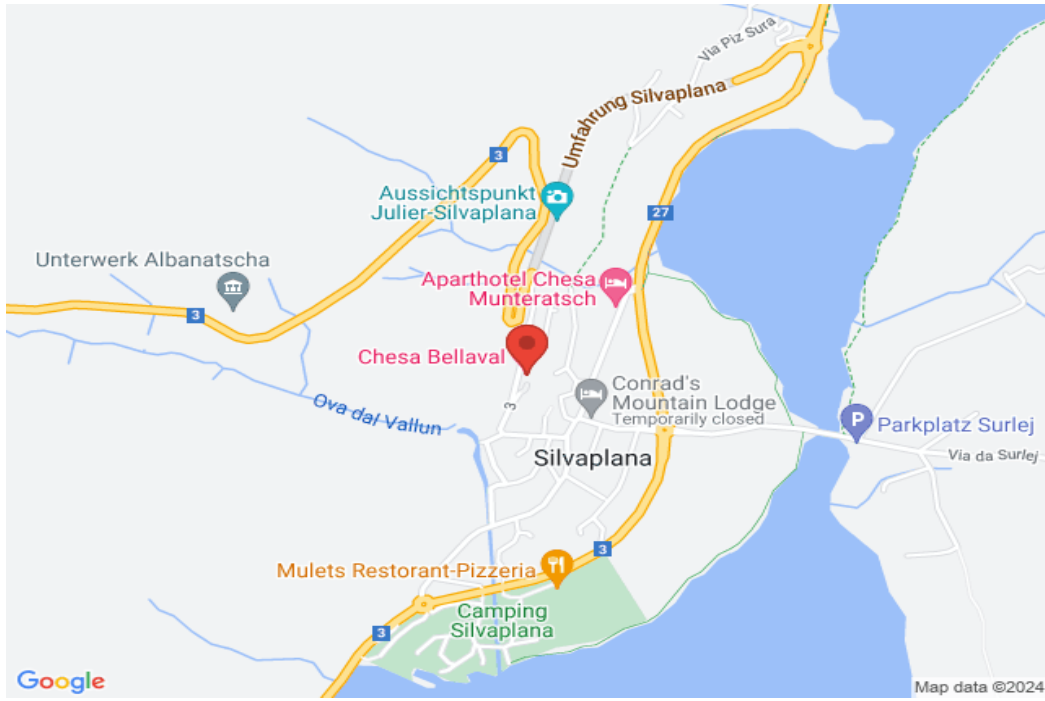 Via Piz Sura
Umfahrung Silvaplana
3
Aussichtspunkt
Julier-Silvaplana
27
Unterwerk Albanatscha
Aparthotel Chesa
Munteratsch
3
Chesa Bellaval
Conrad's
Mountain Lodge
Temporarily closed
3
Ova dal Vallun
Parkplatz Surlej
P
Via da Surlej
Silvaplana
3
Mulets Restorant-Pizzeria
Camping
Silvaplana
3
Google
Map data ©2024